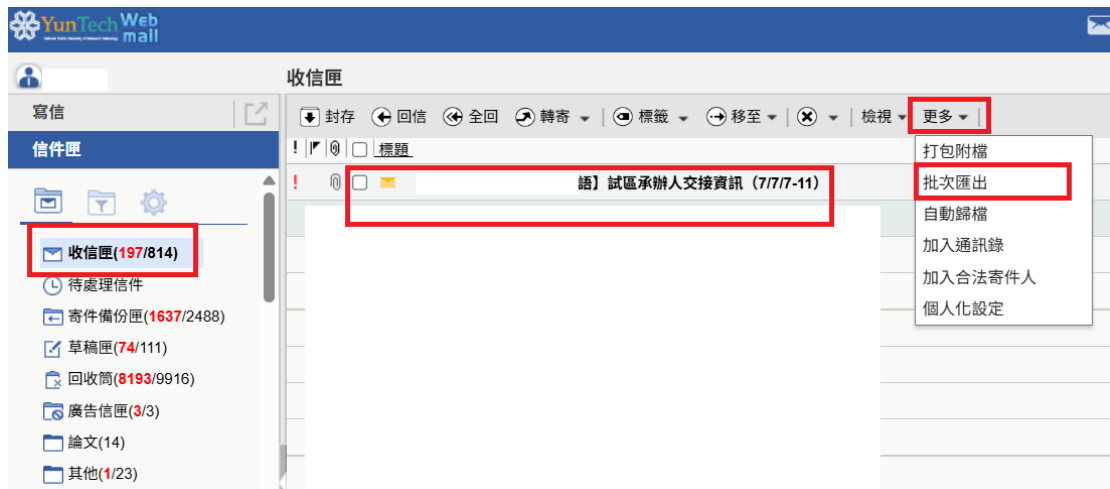 YunTech Web mail
收信匣
寫信
封存 回信 全回 轉寄 標籤 移至 檢視 更多
信件匣
! 標題
打包附檔
! 語】試區承辦人交接資訊（7/7/7-11）
批次匯出
自動歸檔
收信匣(197/814)
加入通訊錄
待處理信件
加入合法寄件人
寄件備份匣(1637/2488)
個人化設定
草稿匣(74/111)
回收筒(8193/9916)
廣告信匣(3/3)
論文(14)
其他(1/23)